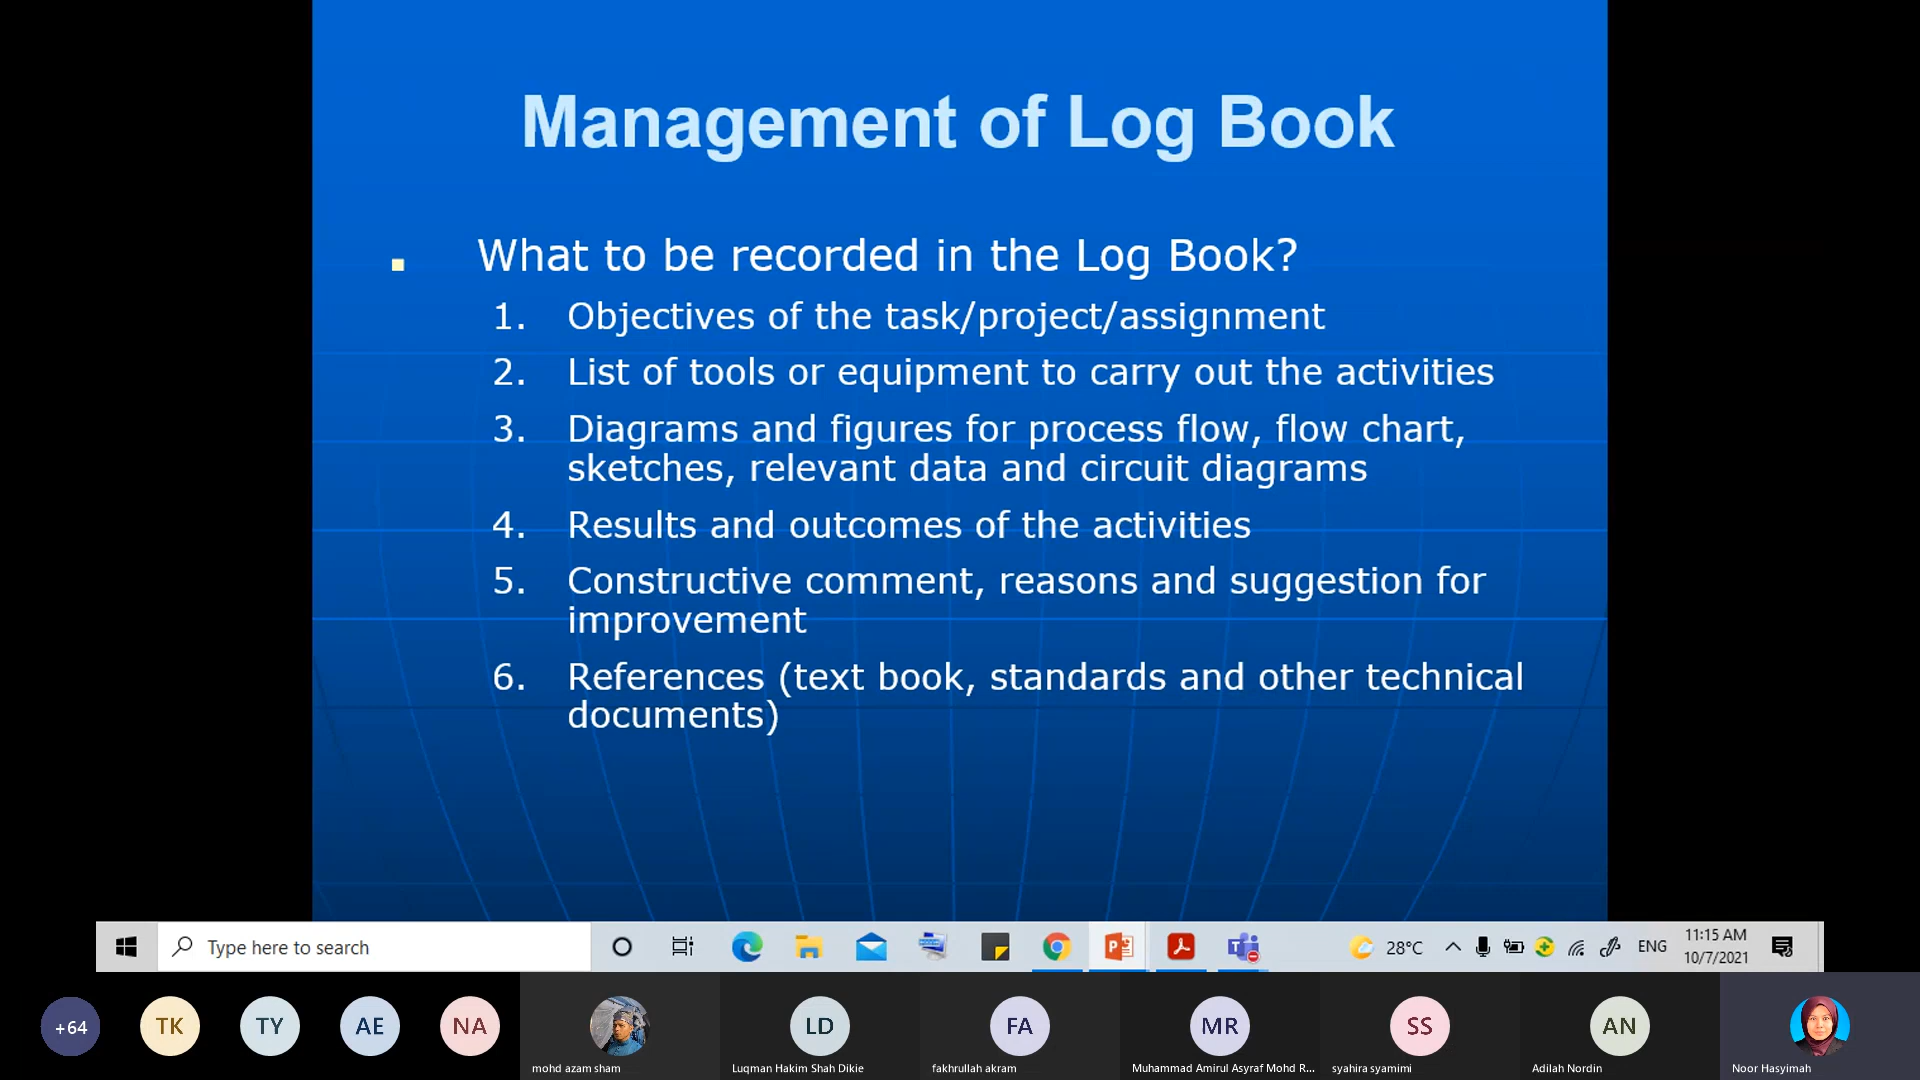 Management of Log Book
▪ What to be recorded in the Log Book?
1. Objectives of the task/project/assignment
2. List of tools or equipment to carry out the activities
3. Diagrams and figures for process flow, flow chart,
sketches, relevant data and circuit diagrams
4. Results and outcomes of the activities
5. Constructive comment, reasons and suggestion for
improvement
6. References (text book, standards and other technical
documents)
Type here to search
28°C
ENG
11:15 AM
10/7/2021
+64
TK
TY
AE
NA
LD
FA
MR
SS
AN
mohd azam sham
Luqman Hakim Shah Dikie
fakhrullah akram
Muhammad Amirul Asyraf Mohd R...
syahira syamimi
Adilah Nordin
Noor Hasyimah